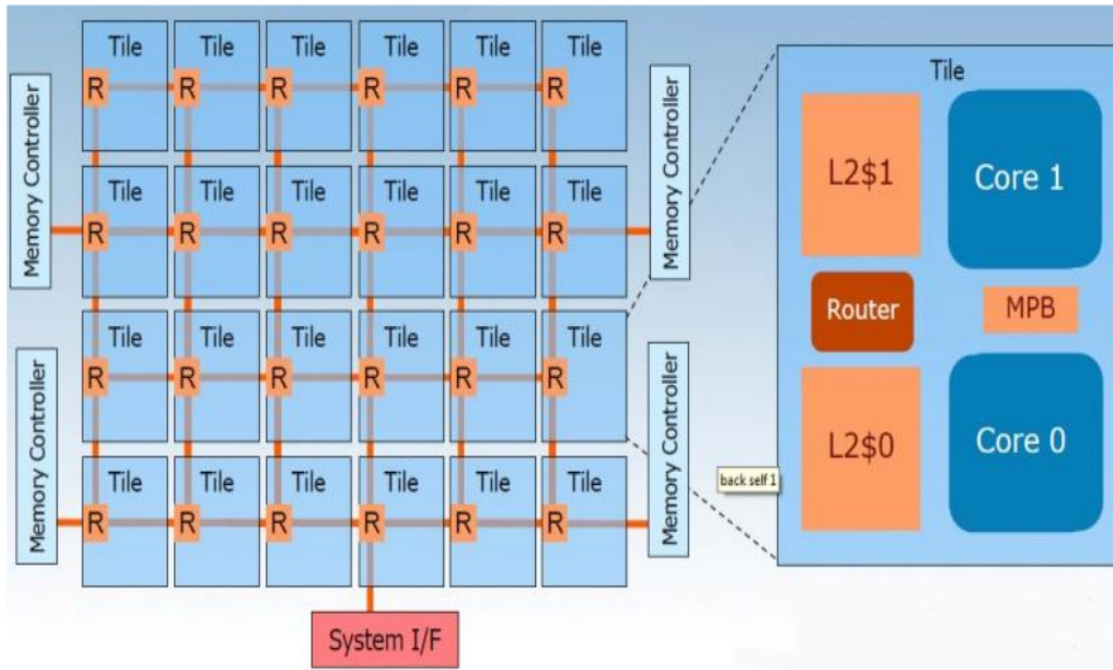 Tile Tile Tile Tile Tile Tile
R R R R R R
Memory Controller
Memory Controller
Tile Tile Tile Tile Tile Tile
R R R R R R
Tile Tile Tile Tile Tile Tile
R R R R R R
Memory Controller
Memory Controller
Tile Tile Tile Tile Tile Tile
R R R R R R
System I/F
Tile
L2$1
Core 1
Router
MPB
L2$0
Core 0
back self 1